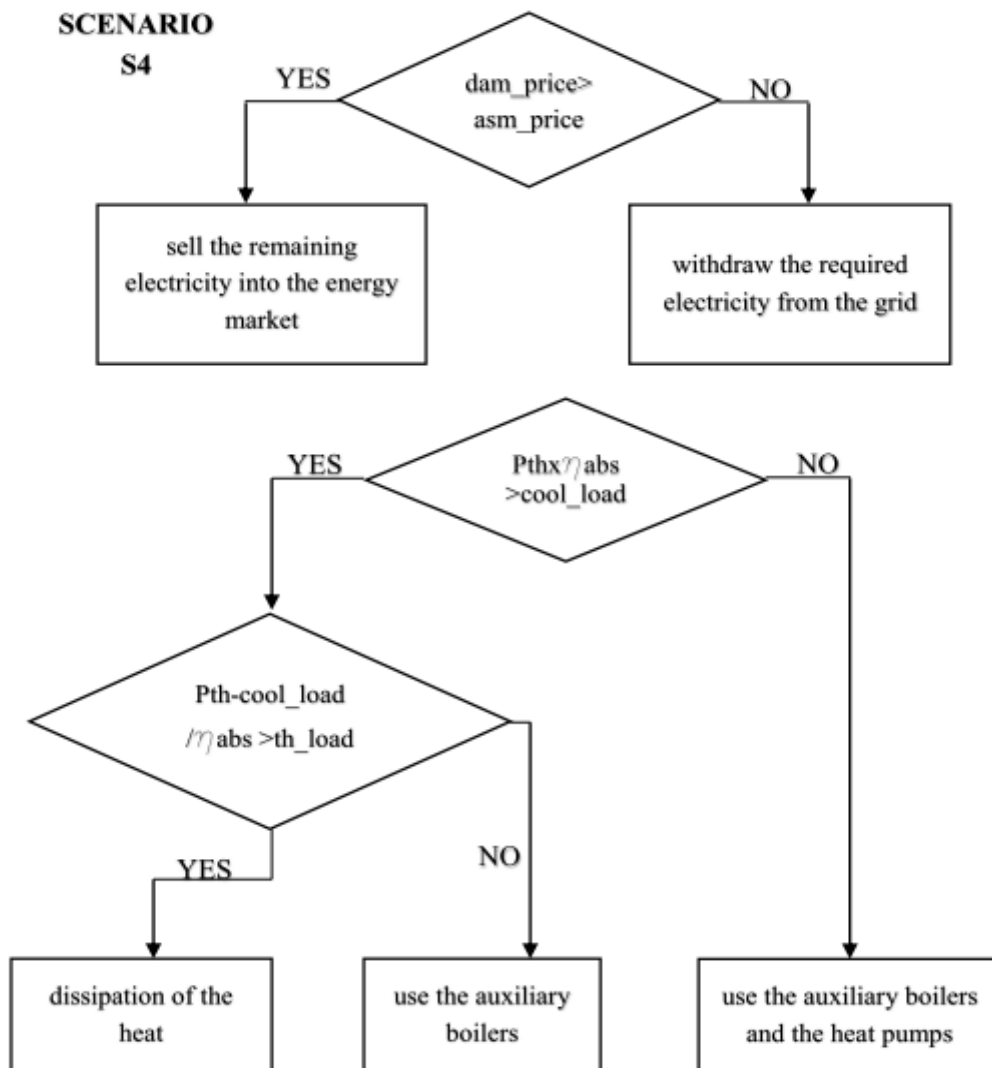 SCENARIO
S4
YES
dam_price>
asm_price
NO
sell the remaining
electricity into the energy
market
withdraw the required
electricity from the grid
YES
Pthxηabs
>cool_load
NO
Pth-cool_load
/ηabs >th_load
YES
NO
dissipation of the
heat
use the auxiliary
boilers
use the auxiliary boilers
and the heat pumps